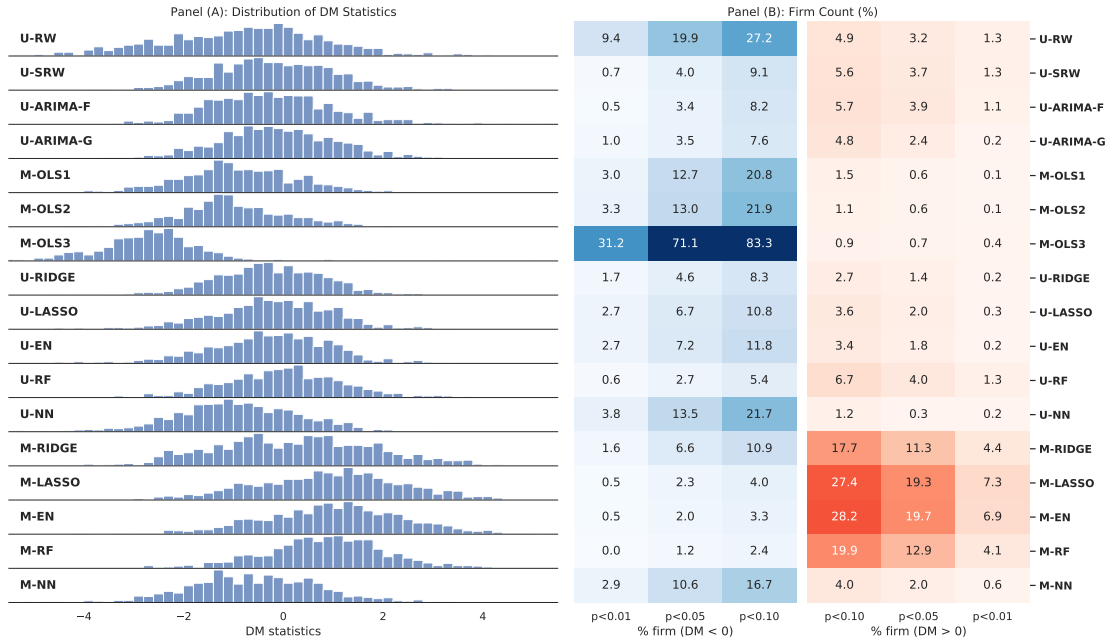 Panel (A): Distribution of DM Statistics
Panel (B): Firm Count (%)
U-RW 9.4 19.9 27.2 4.9 3.2 1.3 U-RW
U-SRW 0.7 4.0 9.1 5.6 3.7 1.3 U-SRW
U-ARIMA-F 0.5 3.4 8.2 5.7 3.9 1.1 U-ARIMA-F
U-ARIMA-G 1.0 3.5 7.6 4.8 2.4 0.2 U-ARIMA-G
M-OLS1 3.0 12.7 20.8 1.5 0.6 0.1 M-OLS1
M-OLS2 3.3 13.0 21.9 1.1 0.6 0.1 M-OLS2
M-OLS3 31.2 71.1 83.3 0.9 0.7 0.4 M-OLS3
U-RIDGE 1.7 4.6 8.3 2.7 1.4 0.2 U-RIDGE
U-LASSO 2.7 6.7 10.8 3.6 2.0 0.3 U-LASSO
U-EN 2.7 7.2 11.8 3.4 1.8 0.2 U-EN
U-RF 0.6 2.7 5.4 6.7 4.0 1.3 U-RF
U-NN 3.8 13.5 21.7 1.2 0.3 0.2 U-NN
M-RIDGE 1.6 6.6 10.9 17.7 11.3 4.4 M-RIDGE
M-LASSO 0.5 2.3 4.0 27.4 19.3 7.3 M-LASSO
M-EN 0.5 2.0 3.3 28.2 19.7 6.9 M-EN
M-RF 0.0 1.2 2.4 19.9 12.9 4.1 M-RF
M-NN 2.9 10.6 16.7 4.0 2.0 0.6 M-NN
−4 −2 0 2 4
DM statistics
p<0.01 p<0.05 p<0.10
% firm (DM < 0)
p<0.10 p<0.05 p<0.01
% firm (DM > 0)